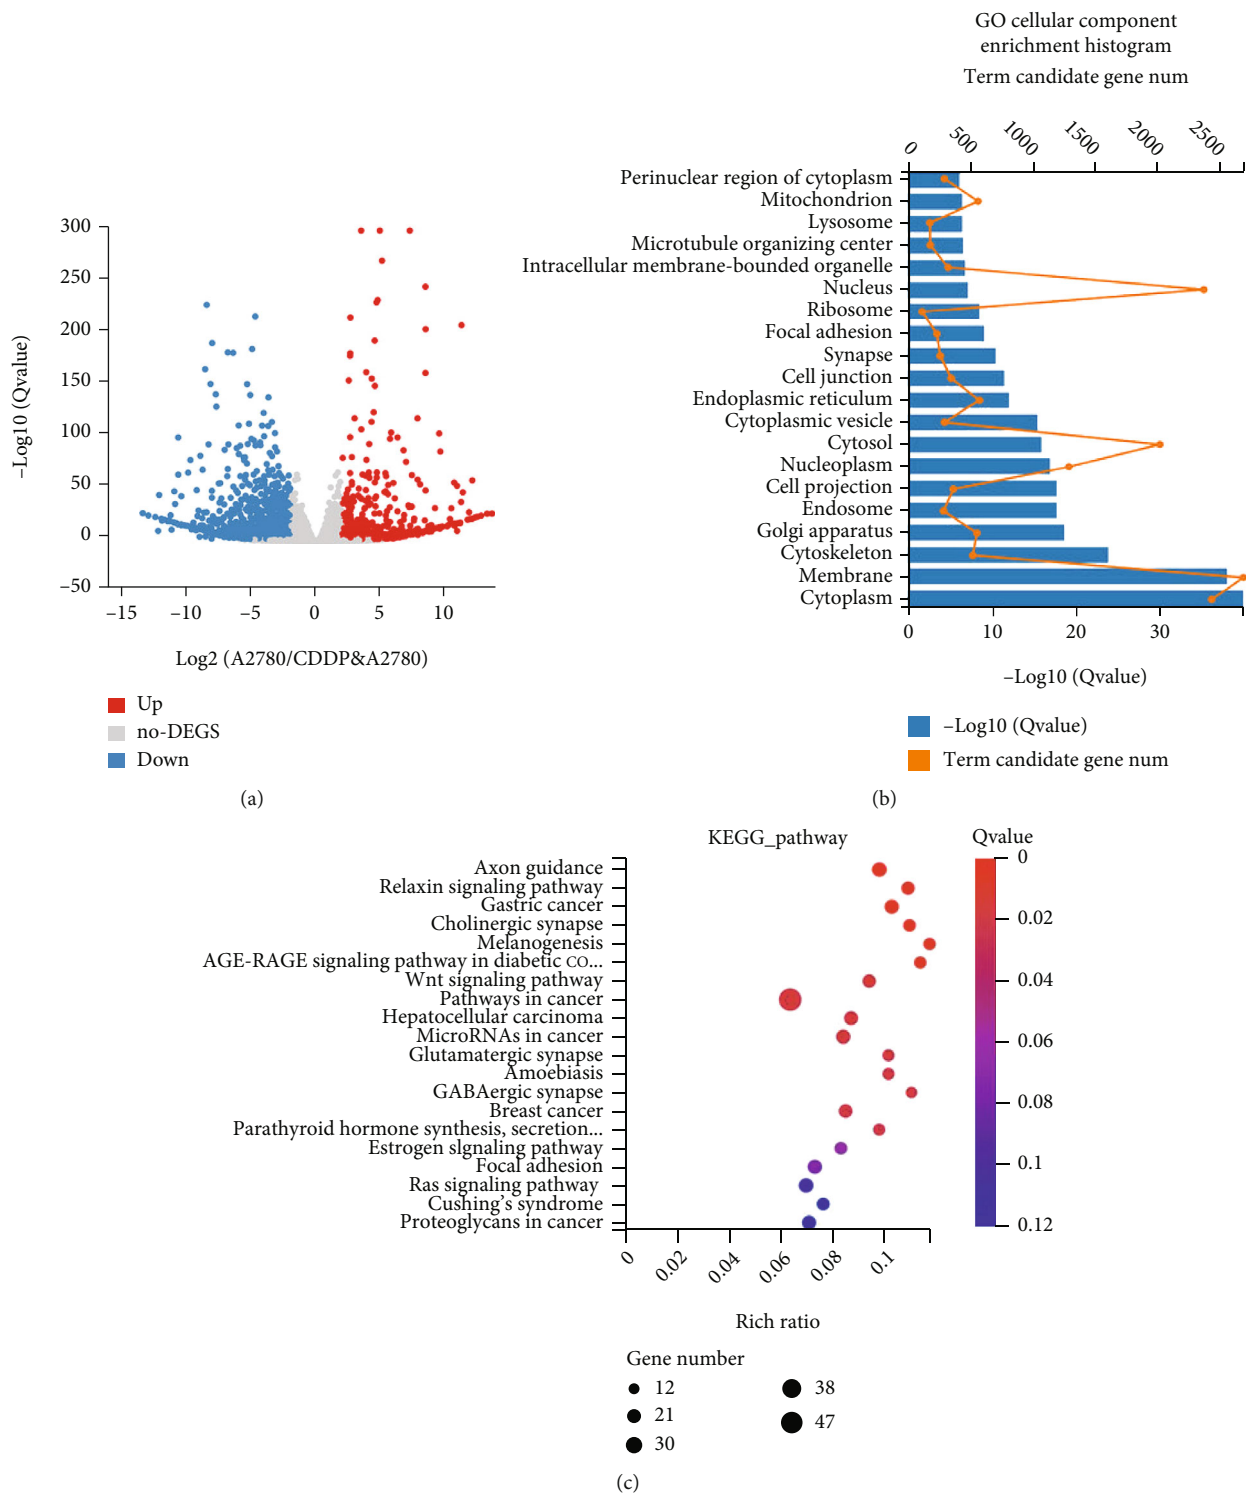 300
250
200
150
100
50
0
–50
–15
–10
–5
0
5
10
–Log10 (Qvalue)
Log2 (A2780/CDDP&A2780)
Up
no-DEGS
Down
(a)
GO cellular component
enrichment histogram
Term candidate gene num
0
500
1000
1500
2000
2500
Perinuclear region of cytoplasm
Mitochondrion
Lysosome
Microtubule organizing center
Intracellular membrane-bounded organelle
Nucleus
Ribosome
Focal adhesion
Synapse
Cell junction
Endoplasmic reticulum
Cytoplasmic vesicle
Cytosol
Nucleoplasm
Cell projection
Endosome
Golgi apparatus
Cytoskeleton
Membrane
Cytoplasm
0
10
20
30
–Log10 (Qvalue)
–Log10 (Qvalue)
Term candidate gene num
(b)
KEGG_pathway
Axon guidance
Relaxin signaling pathway
Gastric cancer
Cholinergic synapse
Melanogenesis
AGE-RAGE signaling pathway in diabetic co...
Wnt signaling pathway
Pathways in cancer
Hepatocellular carcinoma
MicroRNAs in cancer
Glutamatergic synapse
Amoebiasis
GABAergic synapse
Breast cancer
Parathyroid hormone synthesis, secretion...
Estrogen slgnaling pathway
Focal adhesion
Ras signaling pathway
Cushing's syndrome
Proteoglycans in cancer
0
0.02
0.04
0.06
0.08
0.1
Rich ratio
Qvalue
0
0.02
0.04
0.06
0.08
0.1
0.12
Gene number
12
21
30
38
47
(c)